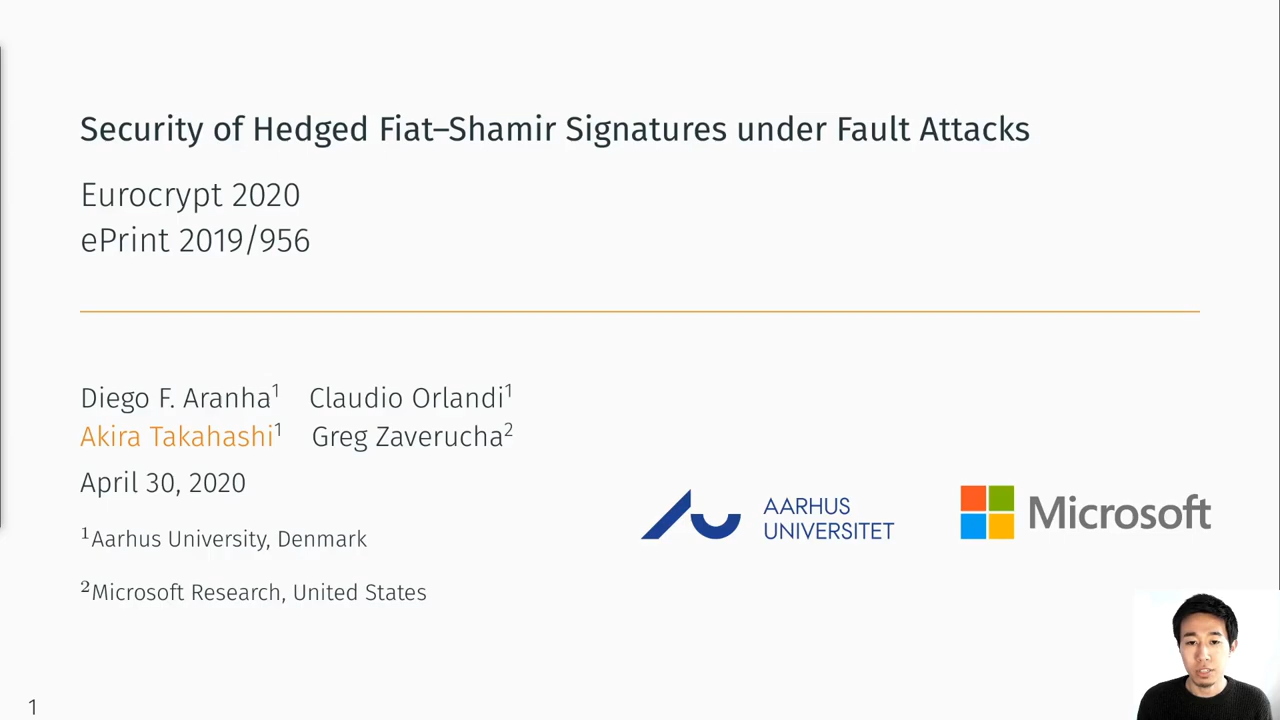 Security of Hedged Fiat–Shamir Signatures under Fault Attacks
Eurocrypt 2020
ePrint 2019/956
Diego F. Aranha¹ Claudio Orlandi¹
Akira Takahashi¹ Greg Zaverucha²
April 30, 2020
¹Aarhus University, Denmark
²Microsoft Research, United States
AARHUS
UNIVERSITET
Microsoft
1